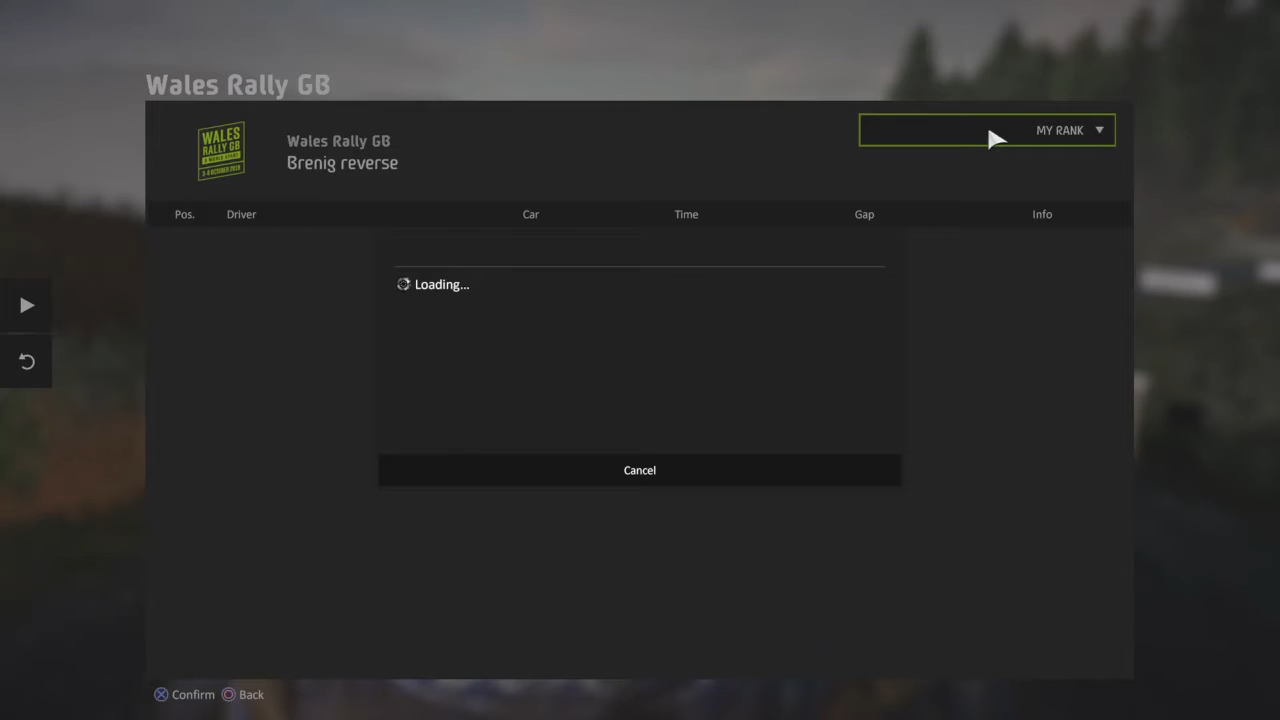 Wales Rally GB
WALES
RALLY GB
Wales Rally GB
Brenig reverse
MY RANK
Pos. Driver Car Time Gap Info
Loading...
Cancel
Confirm Back